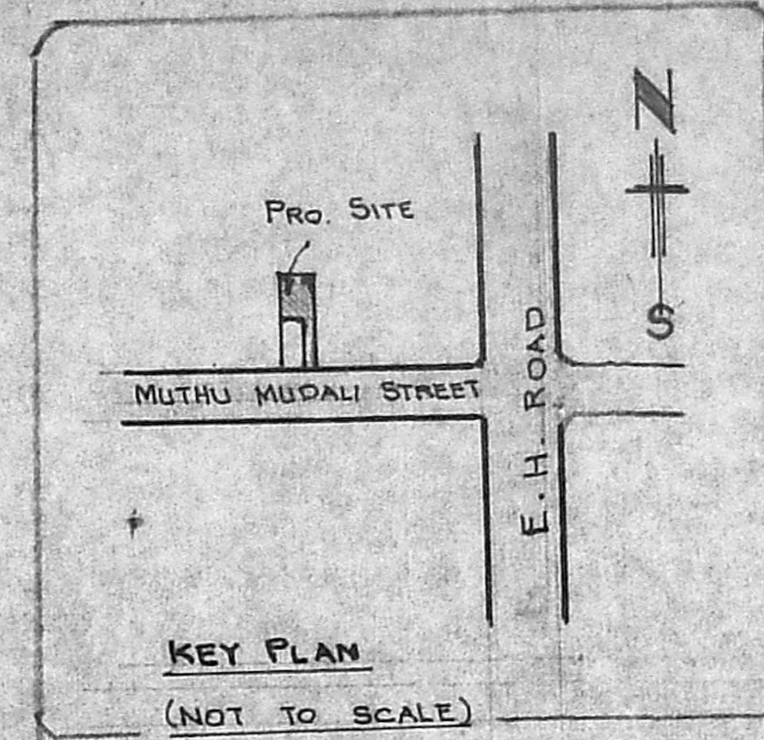 N
PRO. SITE
S
MUTHU MUDALI STREET
E.H. ROAD
KEY PLAN
(NOT TO SCALE)